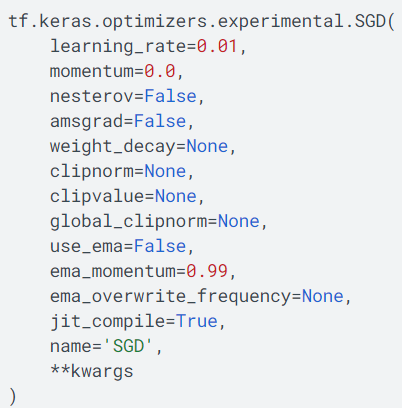 tf.keras.optimizers.experimental.SGD(
    learning_rate=0.01,
    momentum=0.0,
    nesterov=False,
    amsgrad=False,
    weight_decay=None,
    clipnorm=None,
    clipvalue=None,
    global_clipnorm=None,
    use_ema=False,
    ema_momentum=0.99,
    ema_overwrite_frequency=None,
    jit_compile=True,
    name='SGD',
    **kwargs
)